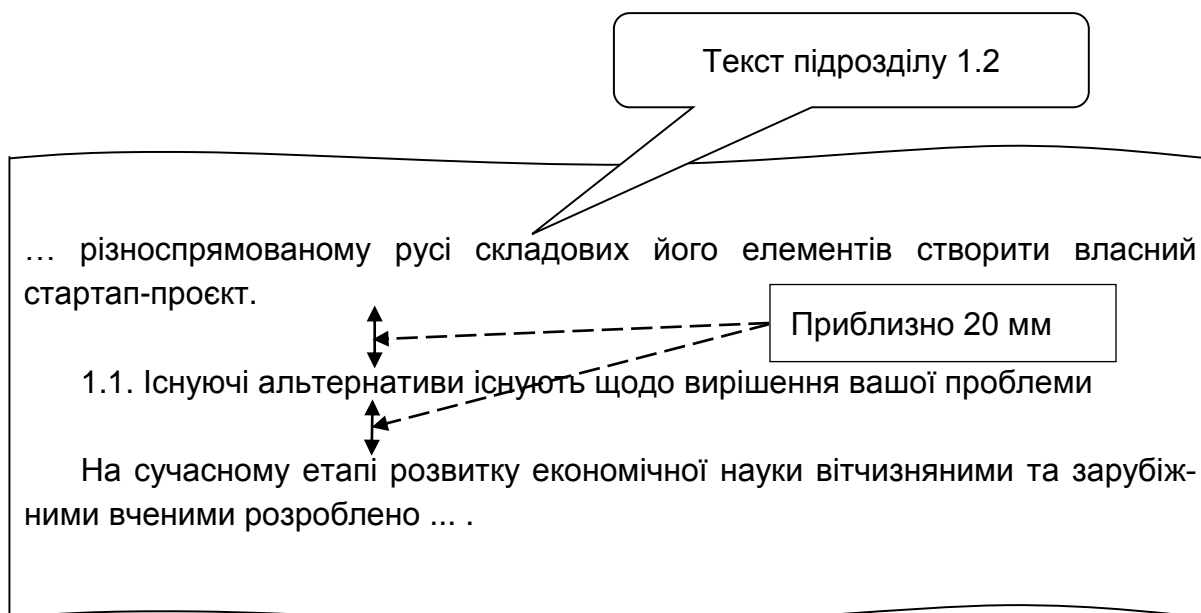 Текст підрозділу 1.2
… різноспрямованому русі складових його елементів створити власний
стартап-проєкт.
Приблизно 20 мм
1.1. Існуючі альтернативи існують щодо вирішення вашої проблеми
На сучасному етапі розвитку економічної науки вітчизняними та зарубіж-
ними вченими розроблено ... .